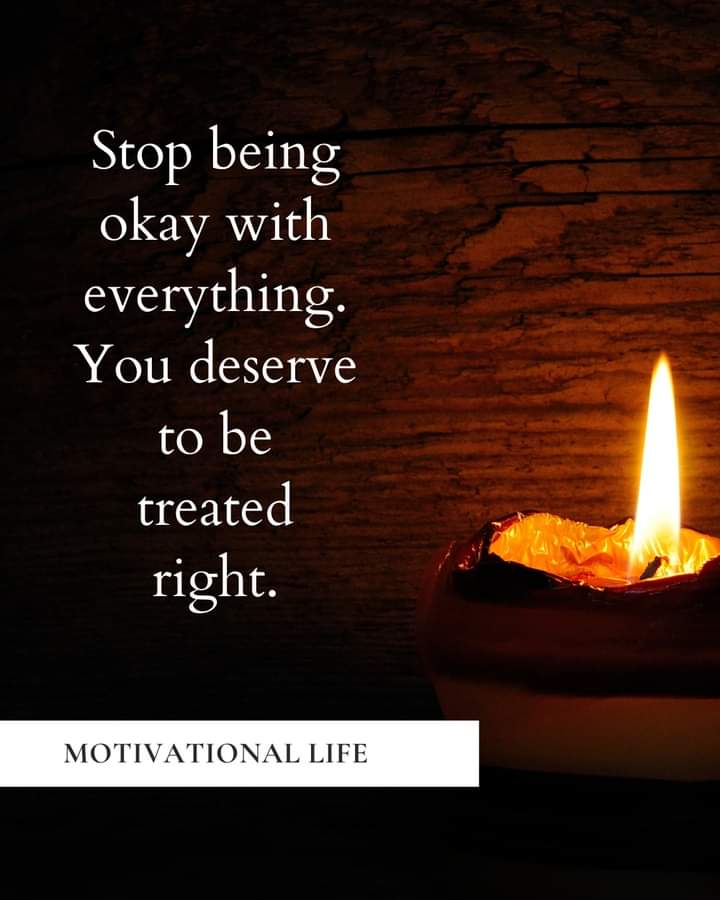 Stop being
okay with
everything.
You deserve
to be
treated
right.
MOTIVATIONAL LIFE